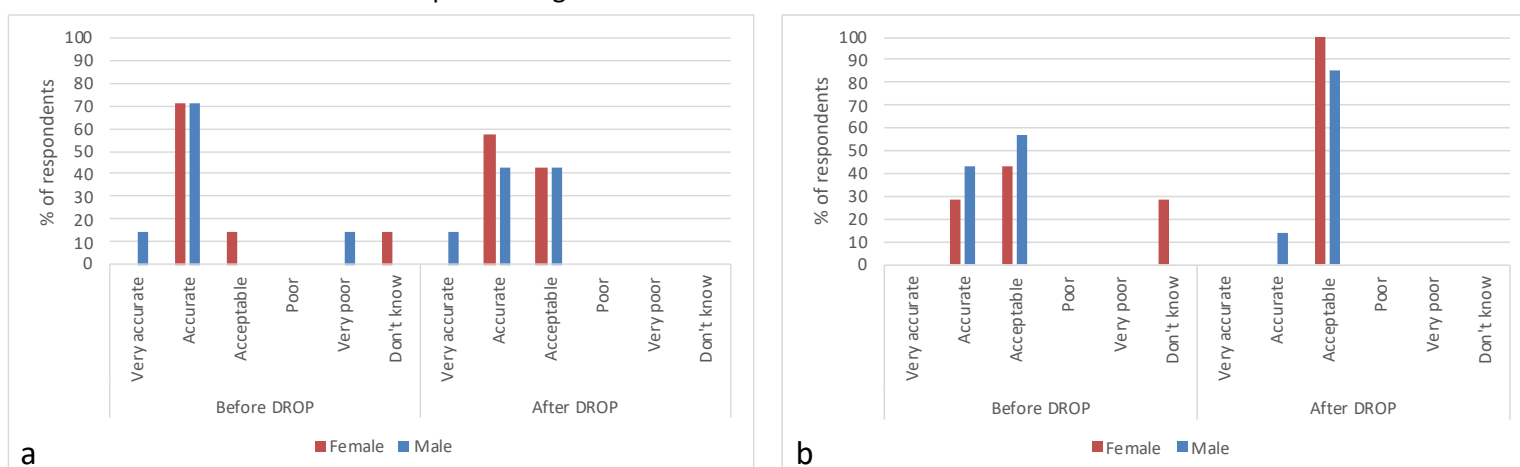 100
90
80
70
60
50
40
30
20
10
0
% of respondents
Very accurate
Accurate
Acceptable
Poor
Very poor
Don't know
Very accurate
Accurate
Acceptable
Poor
Very poor
Don't know
Before DROP
After DROP
Female Male
a
100
90
80
70
60
50
40
30
20
10
0
% of respondents
Very accurate
Accurate
Acceptable
Poor
Very poor
Don't know
Very accurate
Accurate
Acceptable
Poor
Very poor
Don't know
Before DROP
After DROP
Female Male
b